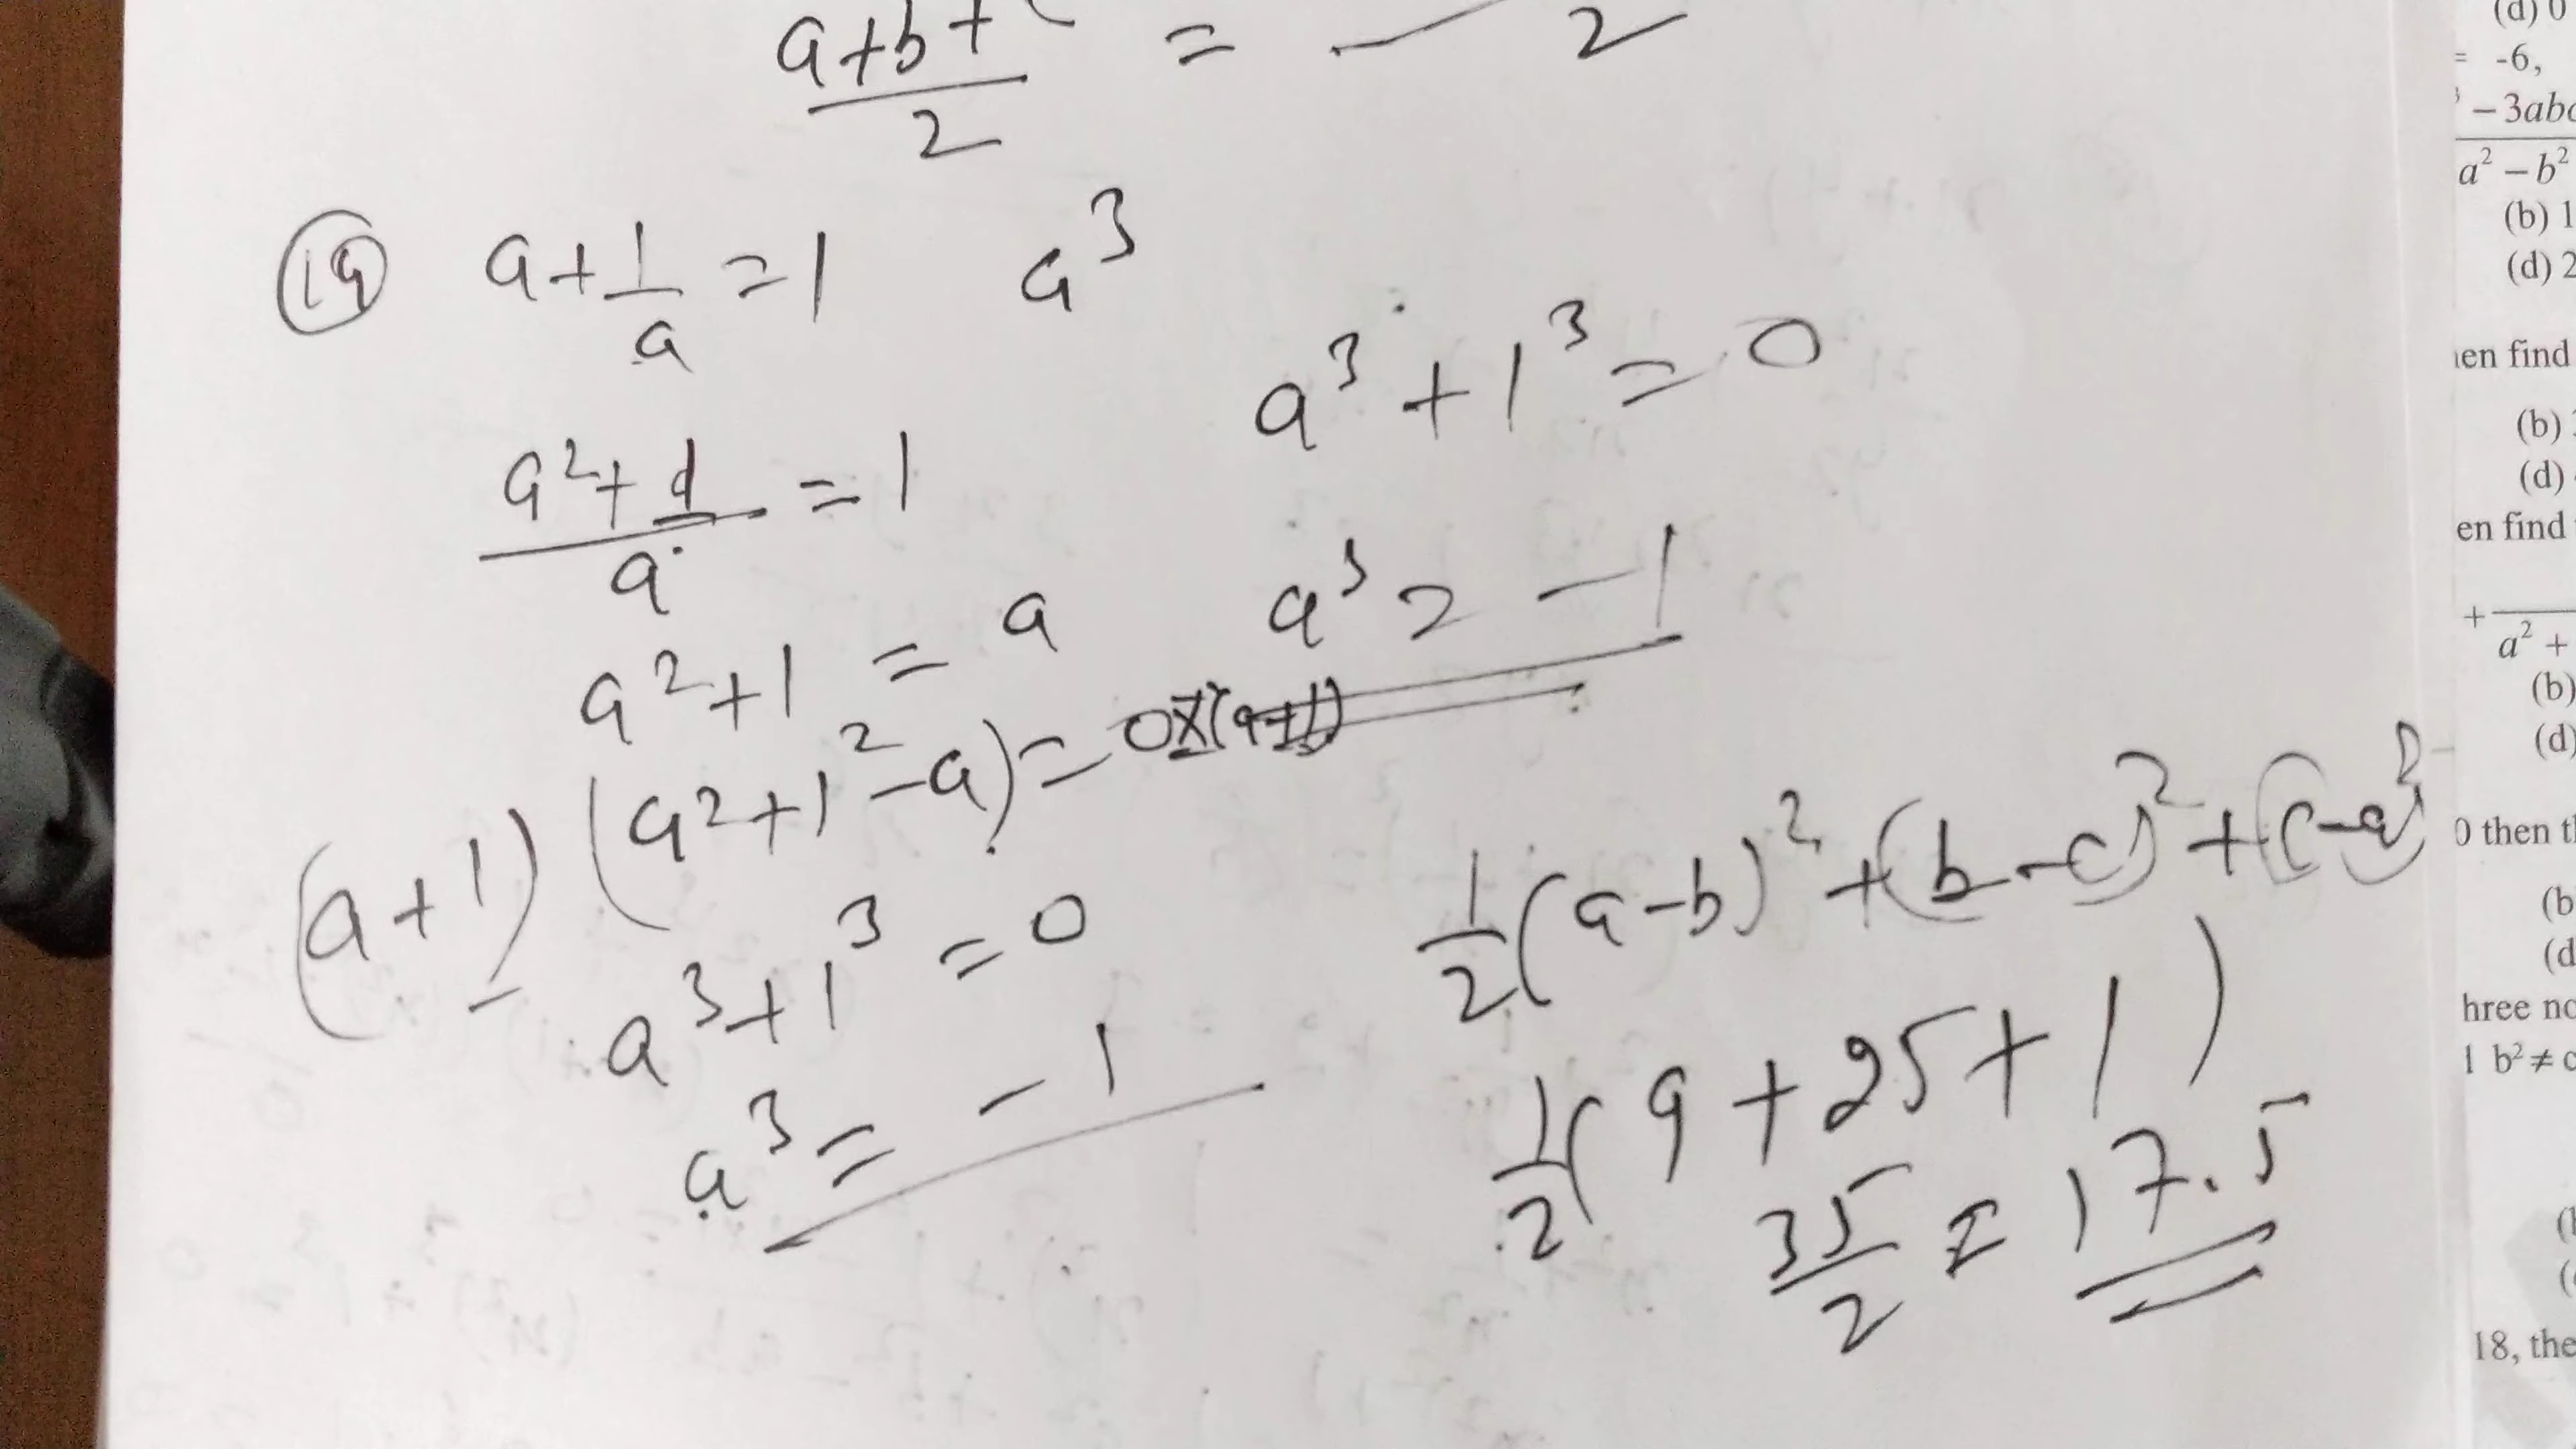 a+b+
2
=
2
19 a + 1/a = 1 a³
a³ + 1³ = 0
a² + 1 / a = 1
a³ = -1
a² + 1 = a
(a+1) (a² + 1² - a) = 0
a³ + 1³ = 0
a³ = -1
1/2 (a-b)² + (b-c)² + (c-a)²
1/2 (9 + 25 + 1)
35/2 = 17.5
(d) 0
= -6,
³ – 3abc
a² – b²
(b) 1
(d) 2
en find
(b)
(d)
en find
+
a² +
(b)
(d)
0 then
(b
(d
hree
1 b² ≠ c
18, the